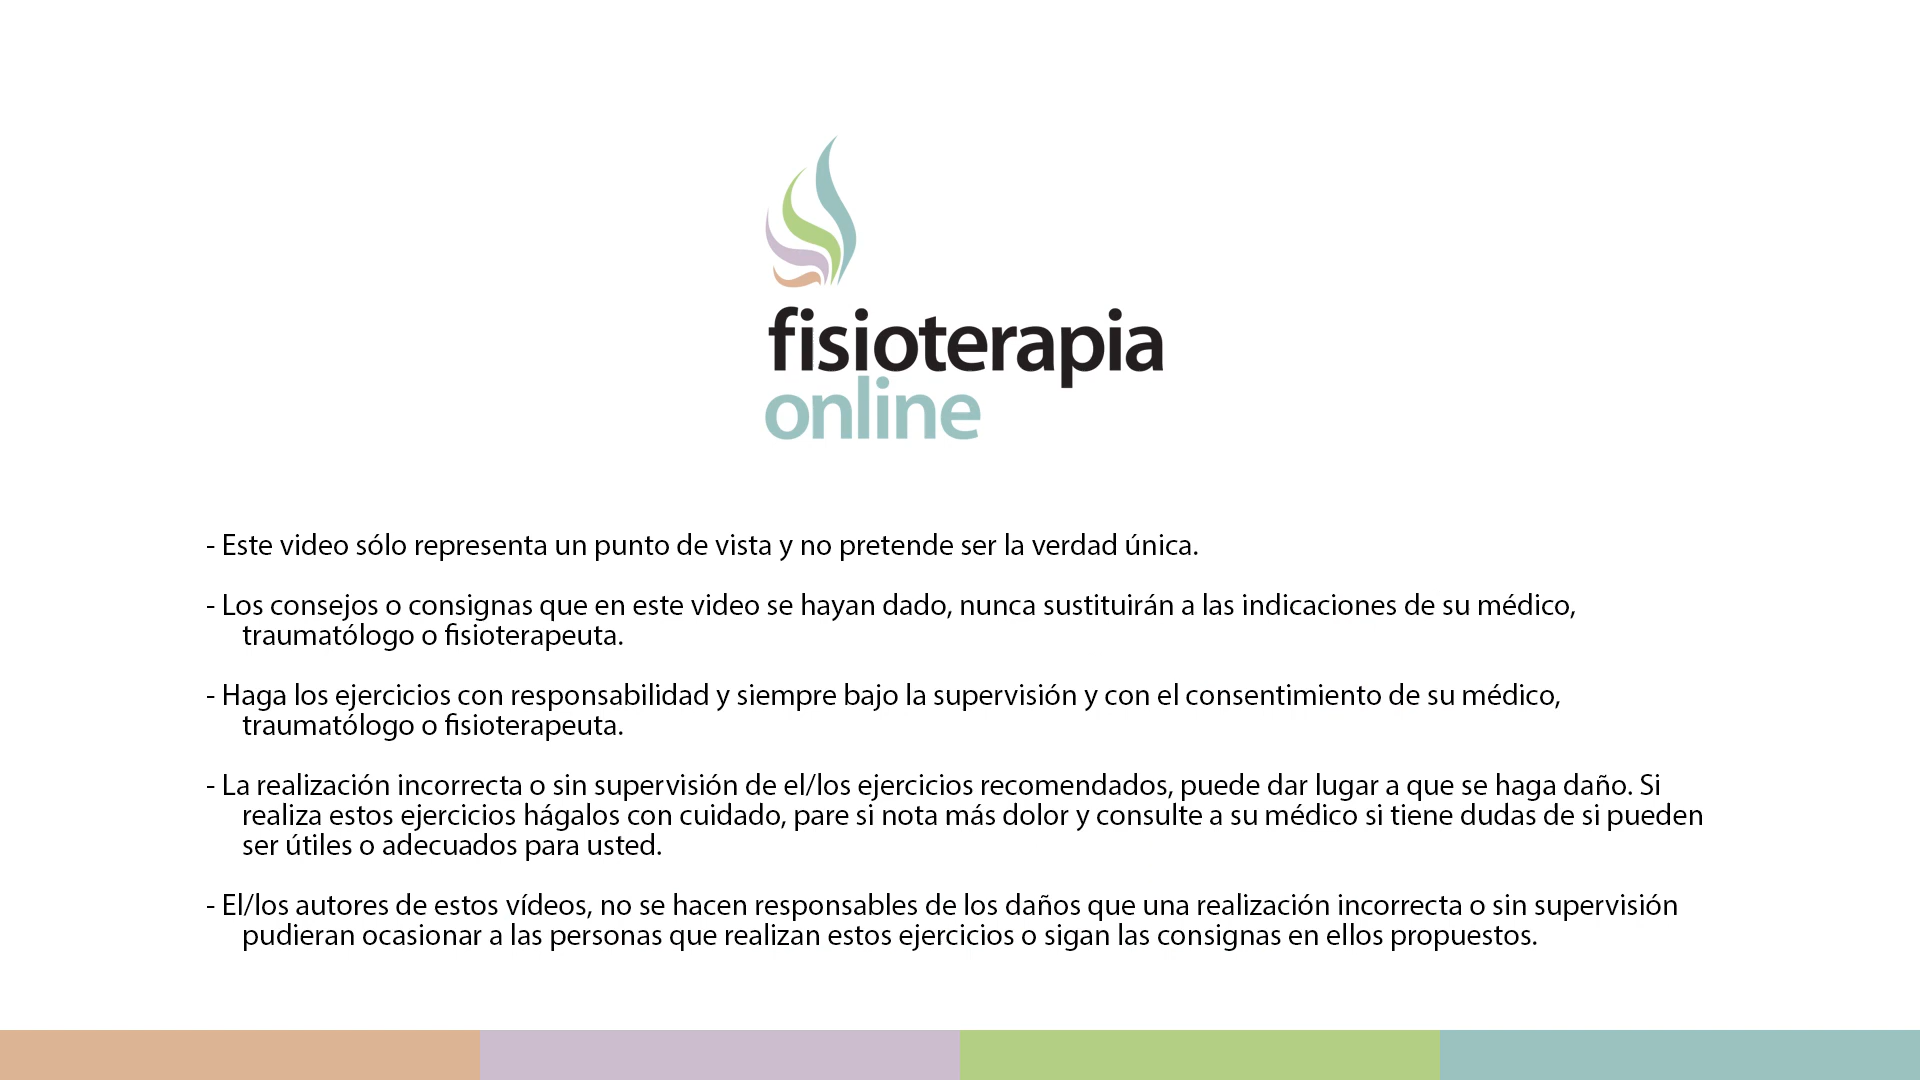 fisioterapia
online
- Este video sólo representa un punto de vista y no pretende ser la verdad única.
- Los consejos o consignas que en este video se hayan dado, nunca sustituirán a las indicaciones de su médico,
traumatólogo o fisioterapeuta.
- Haga los ejercicios con responsabilidad y siempre bajo la supervisión y con el consentimiento de su médico,
traumatólogo o fisioterapeuta.
- La realización incorrecta o sin supervisión de el/los ejercicios recomendados, puede dar lugar a que se haga daño. Si
realiza estos ejercicios hágalos con cuidado, pare si nota más dolor y consulte a su médico si tiene dudas de si pueden
ser útiles o adecuados para usted.
- El/los autores de estos vídeos, no se hacen responsables de los daños que una realización incorrecta o sin supervisión
pudieran ocasionar a las personas que realizan estos ejercicios o sigan las consignas en ellos propuestos.